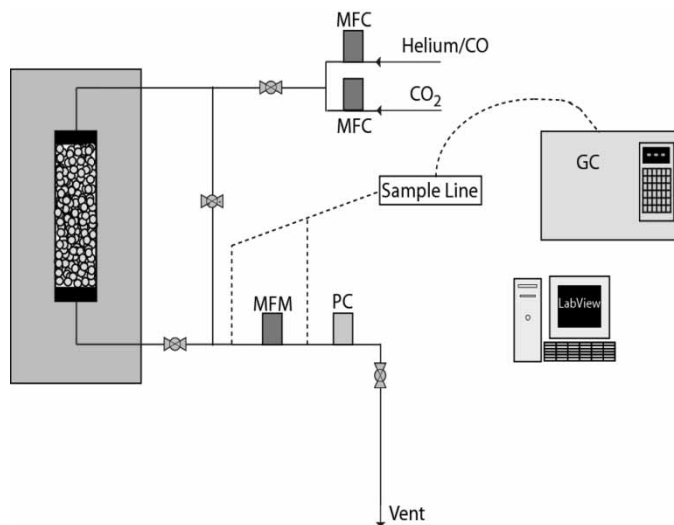 MFC
Helium/CO
CO₂
MFC
GC
Sample Line
MFM
PC
LabView
Vent